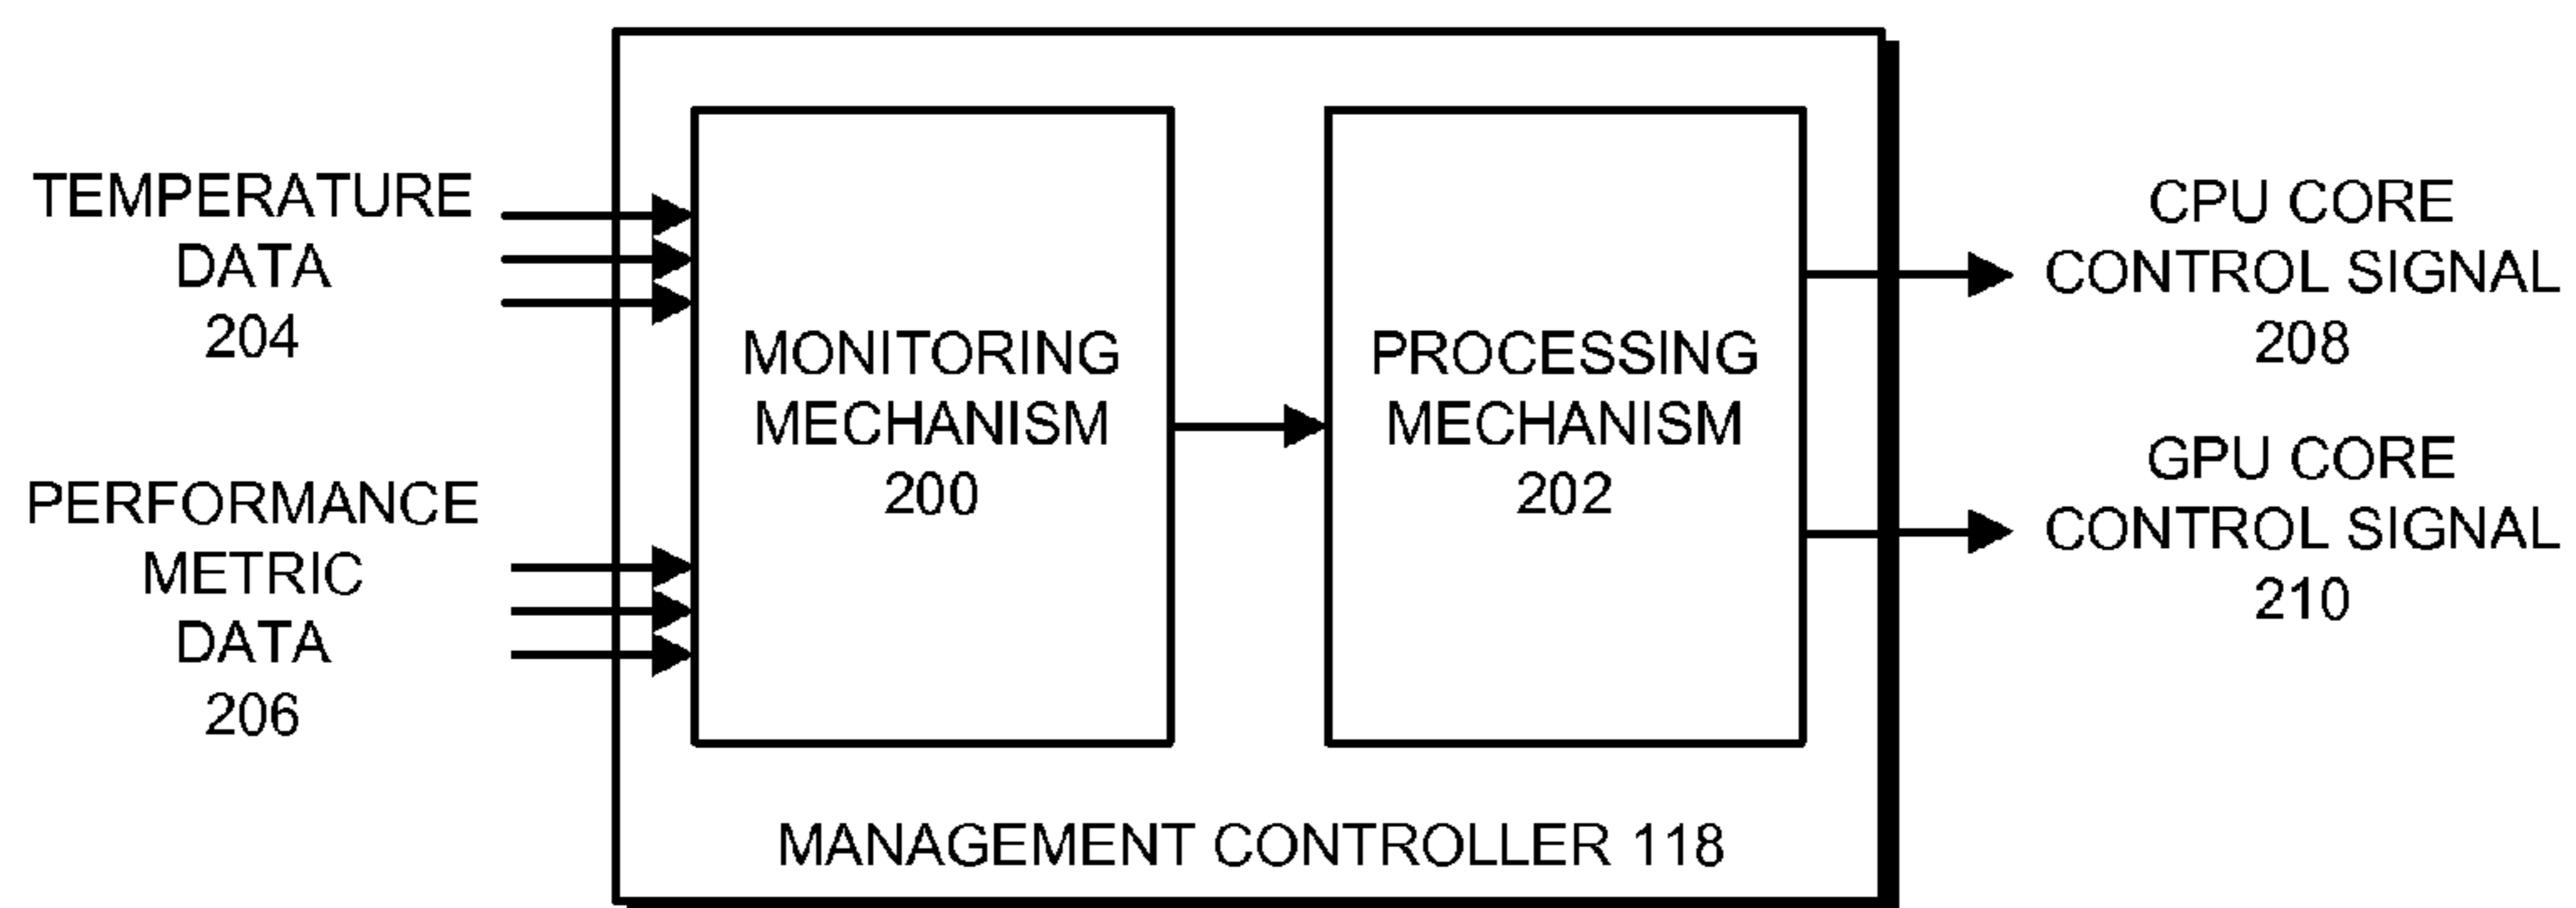 TEMPERATURE
DATA
204
PERFORMANCE
METRIC
DATA
206
MONITORING
MECHANISM
200
PROCESSING
MECHANISM
202
CPU CORE
CONTROL SIGNAL
208
GPU CORE
CONTROL SIGNAL
210
MANAGEMENT CONTROLLER 118